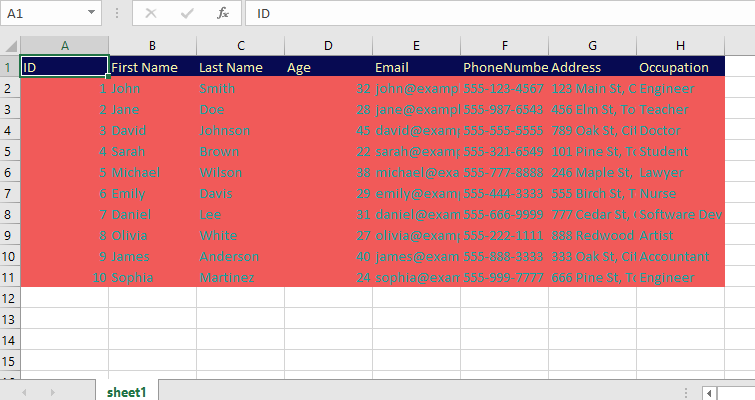 A1 fx ID
A B C D E F G H
1 ID First Name Last Name Age Email PhoneNumbe Address Occupation
2 1 John Smith 32 john@examp 555-123-4567 123 Main St, C Engineer
3 2 Jane Doe 28 jane@exampl 555-987-6543 456 Elm St, To Teacher
4 3 David Johnson 45 david@exam 555-555-5555 789 Oak St, Cit Doctor
5 4 Sarah Brown 22 sarah@exam 555-321-6549 101 Pine St, To Student
6 5 Michael Wilson 38 michael@exa 555-777-8888 246 Maple St, Lawyer
7 6 Emily Davis 29 emily@exam 555-444-3333 555 Birch St, T Nurse
8 7 Daniel Lee 31 daniel@exam 555-666-9999 777 Cedar St, Software Dev
9 8 Olivia White 27 olivia@exam 555-222-1111 888 Redwood Artist
10 9 James Anderson 40 james@exam 555-888-3333 333 Oak St, Cit Accountant
11 10 Sophia Martinez 24 sophia@exam 555-999-7777 666 Pine St, To Engineer
12
13
14
15
sheet1